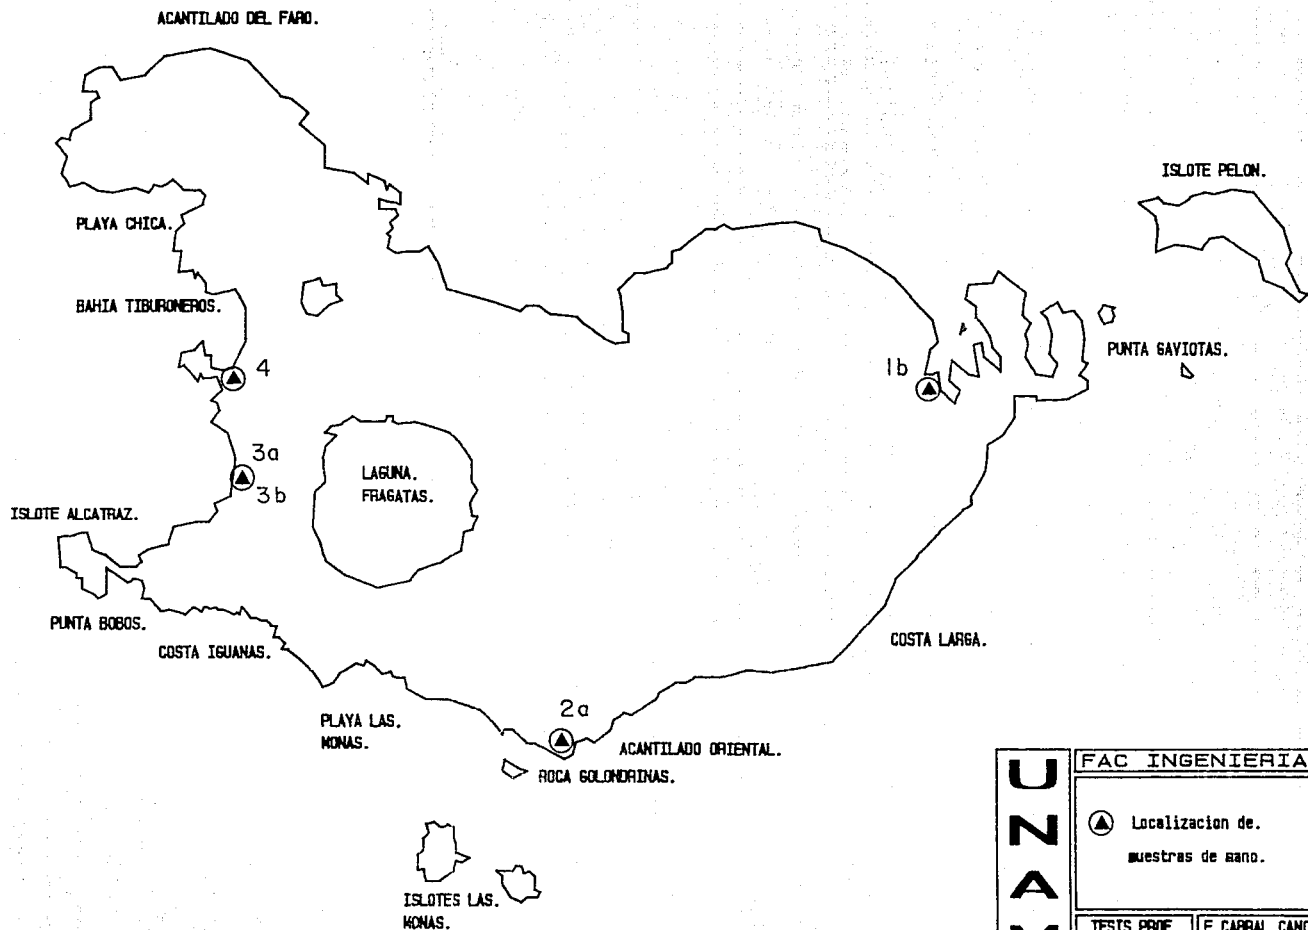 ACANTILADO DEL FARO.
ISLOTE PELON.
PLAYA CHICA.
BAHIA TIBURONEROS.
PUNTA GAVIOTAS.
4
1b
3a
3b
LAGUNA.
FRAGATAS.
ISLOTE ALCATRAZ.
PUNTA BOBOS.
COSTA IGUANAS.
COSTA LARGA.
2a
PLAYA LAS.
MONAS.
ACANTILADO ORIENTAL.
ROCA GOLONDRINAS.
ISLOTES LAS.
MONAS.
UNA
FAC INGENIERIA
Localizacion de.
muestras de mano.
TESIS PROF
E CABRAL